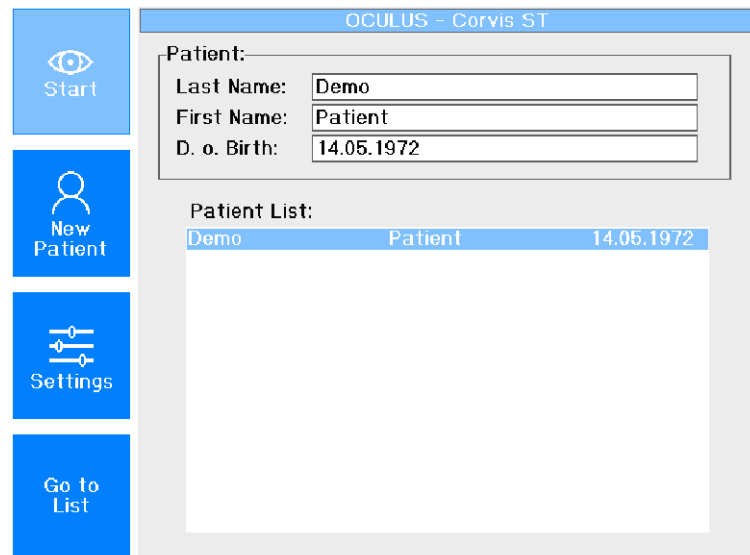 OCULUS - Corvis ST
Start
New
Patient
Settings
Go to
List
Patient:
Last Name: Demo
First Name: Patient
D. o. Birth: 14.05.1972
Patient List:
Demo Patient 14.05.1972